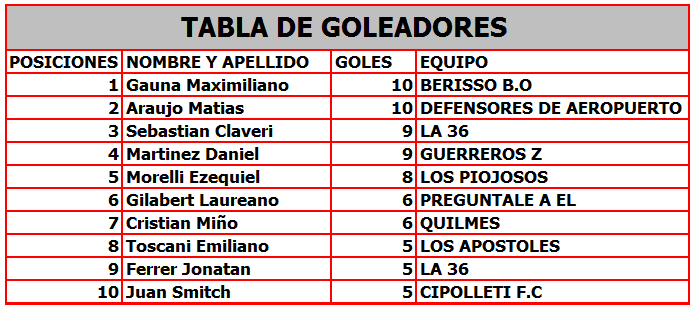 TABLA DE GOLEADORES
POSICIONES NOMBRE Y APELLIDO GOLES EQUIPO
1 Gauna Maximiliano 10 BERISSO B.O
2 Araujo Matias 10 DEFENSORES DE AEROPUERTO
3 Sebastian Claveri 9 LA 36
4 Martinez Daniel 9 GUERREROS Z
5 Morelli Ezequiel 8 LOS PIOJOSOS
6 Gilabert Laureano 6 PREGUNTALE A EL
7 Cristian Miño 6 QUILMES
8 Toscani Emiliano 5 LOS APOSTOLES
9 Ferrer Jonatan 5 LA 36
10 Juan Smitch 5 CIPOLLETI F.C